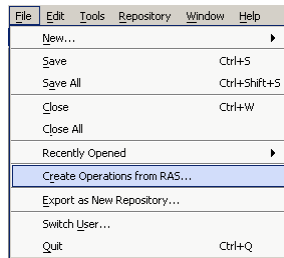 File Edit Tools Repository Window Help
New...
Save Ctrl+S
Save All Ctrl+Shift+S
Close Ctrl+W
Close All
Recently Opened
Create Operations from RAS...
Export as New Repository...
Switch User...
Quit Ctrl+Q